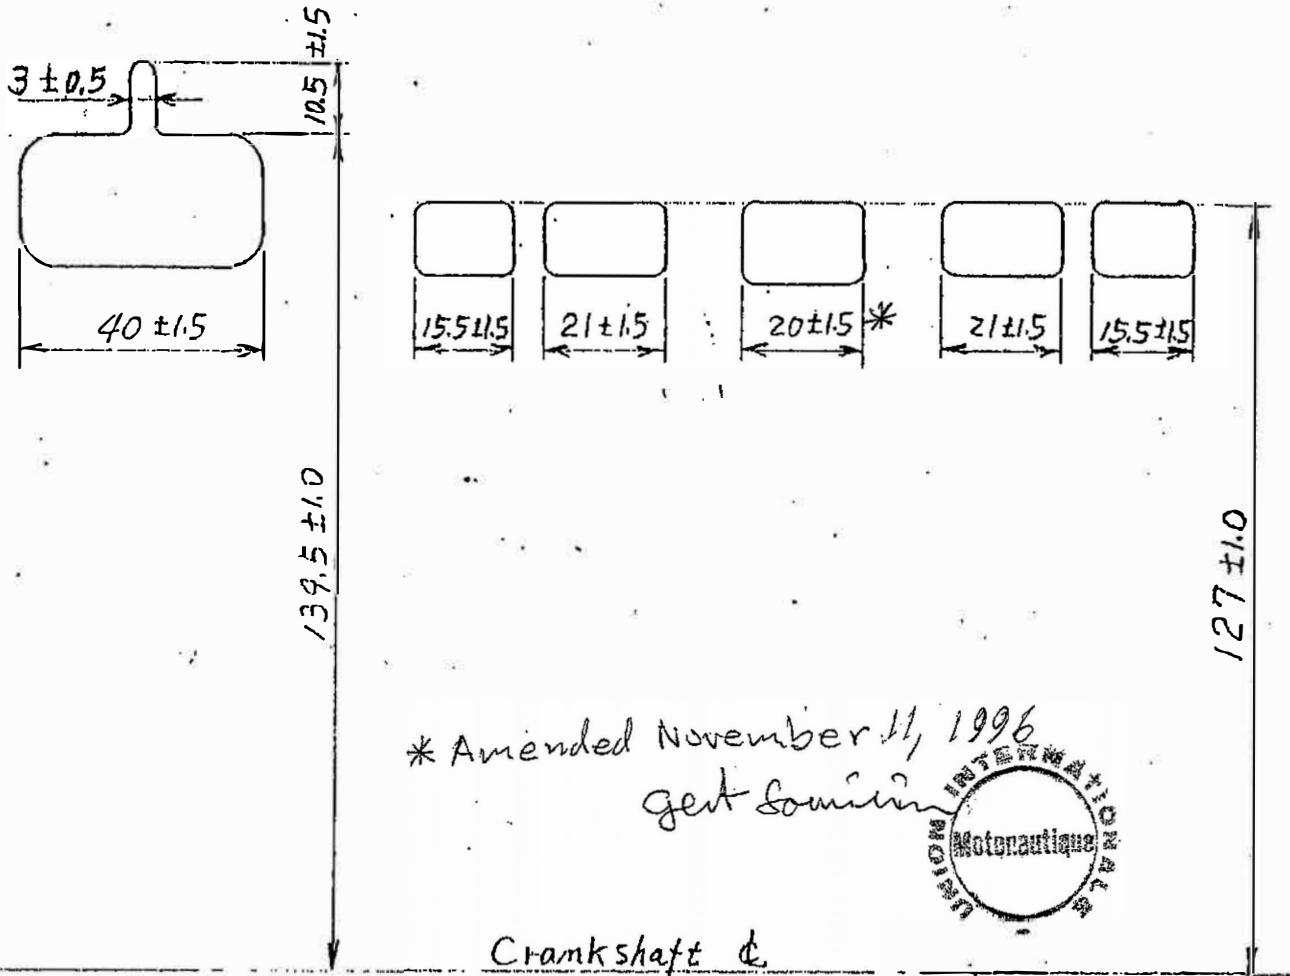 3 ±0.5
10.5 ±1.5
40 ±1.5
15.5±1.5
21±1.5
20±1.5 *
21±1.5
15.5±1.5
139.5 ±1.0
127 ±1.0
* Amended November 11, 1996
Gert
UNION INTERNATIONALE
Motonautique
Crankshaft ℄